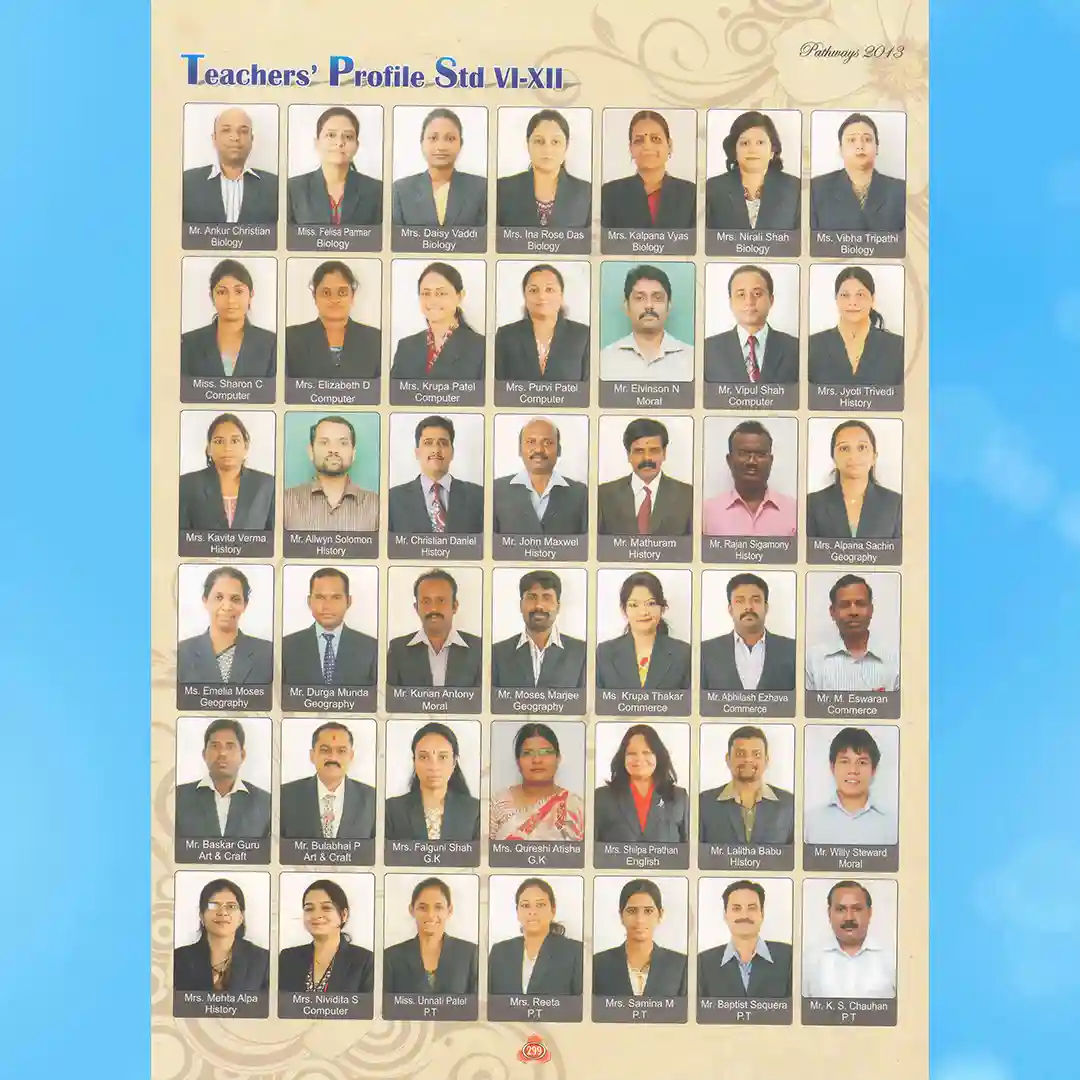 Pathways 2013
Teachers' Profile Std VI-XII
Mr. Ankur Christian
Biology
Miss. Felisa Parmar
Biology
Mrs. Daisy Vaddi
Biology
Mrs. Ina Rose Das
Biology
Mrs. Kalpana Vyas
Biology
Mrs. Nirali Shah
Biology
Ms. Vibha Tripathi
Biology
Miss. Sharon C
Computer
Mrs. Elizabeth D
Computer
Mrs. Krupa Patel
Computer
Mrs. Purvi Patel
Computer
Mr. Elvinson N
Moral
Mr. Vipul Shah
Computer
Mrs. Jyoti Trivedi
History
Mrs. Kavita Verma
History
Mr. Allwyn Solomon
History
Mr. Christian Daniel
History
Mr. John Maxwel
History
Mr. Mathuram
History
Mr. Rajan Sigamony
History
Mrs. Alpana Sachin
Geography
Ms. Emelia Moses
Geography
Mr. Durga Munda
Geography
Mr. Kurian Antony
Moral
Mr. Moses Marjee
Geography
Ms Krupa Thakar
Commerce
Mr. Abhilash Ezhava
Commerce
Mr. M. Eswaran
Commerce
Mr. Baskar Guru
Art & Craft
Mr. Bulabhai P
Art & Craft
Mrs. Falguni Shah
G.K
Mrs. Qureshi Atisha
G.K
Mrs. Shilpa Prathan
English
Mr. Lalitha Babu
History
Mr. Willy Steward
Moral
Mrs. Mehta Alpa
History
Mrs. Nividita S
Computer
Miss. Unnati Patel
P.T
Mrs. Reeta
P.T
Mrs. Samina M
P.T
Mr. Baptist Sequera
P.T
Mr. K. S. Chauhan
P.T
299